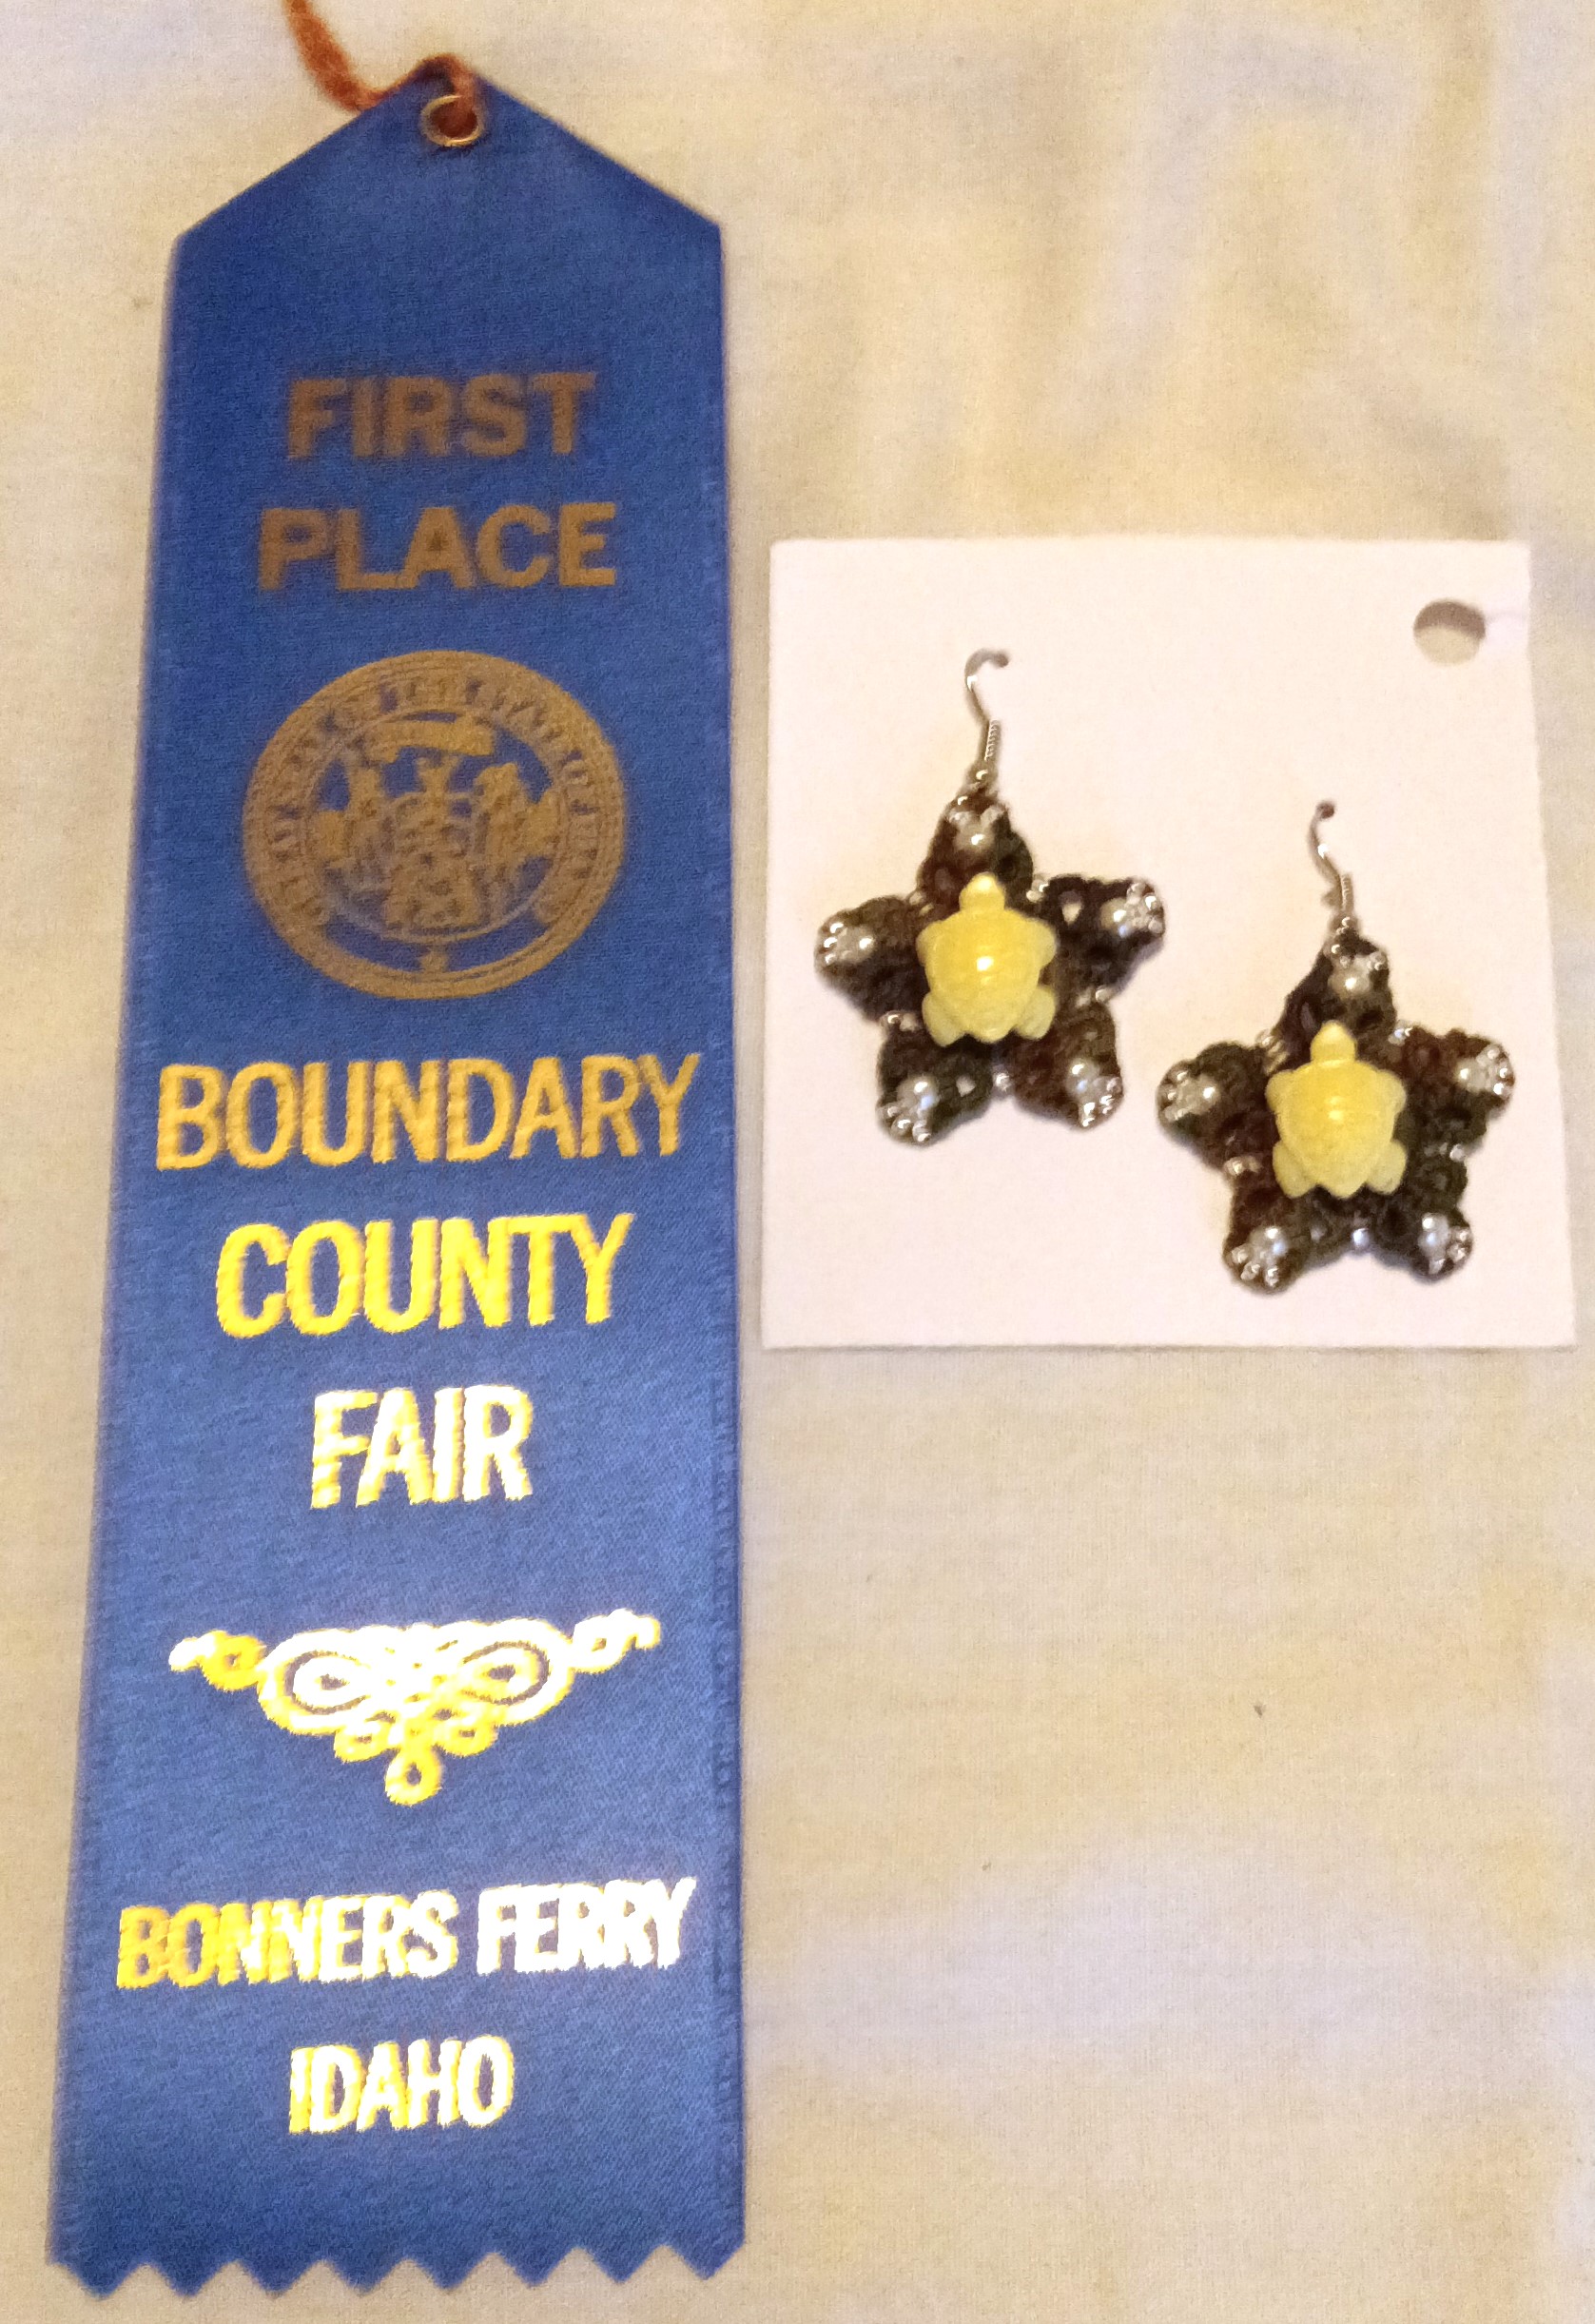 FIRST
PLACE
BOUNDARY
COUNTY
FAIR
BONNERS FERRY
IDAHO